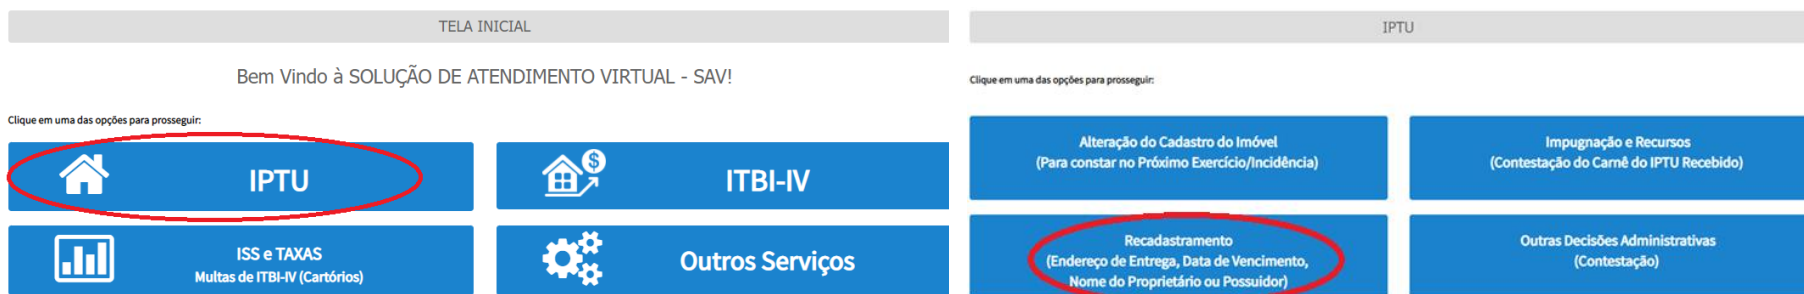 TELA INICIAL
Bem Vindo à SOLUÇÃO DE ATENDIMENTO VIRTUAL - SAV!
Clique em uma das opções para prosseguir:
IPTU
ITBI-IV
ISS e TAXAS
Multas de ITBI-IV (Cartórios)
Outros Serviços
IPTU
Clique em uma das opções para prosseguir:
Alteração do Cadastro do Imóvel
(Para constar no Próximo Exercício/Incidência)
Impugnação e Recursos
(Contestação do Carnê do IPTU Recebido)
Recadastramento
(Endereço de Entrega, Data de Vencimento,
Nome do Proprietário ou Possuidor)
Outras Decisões Administrativas
(Contestação)